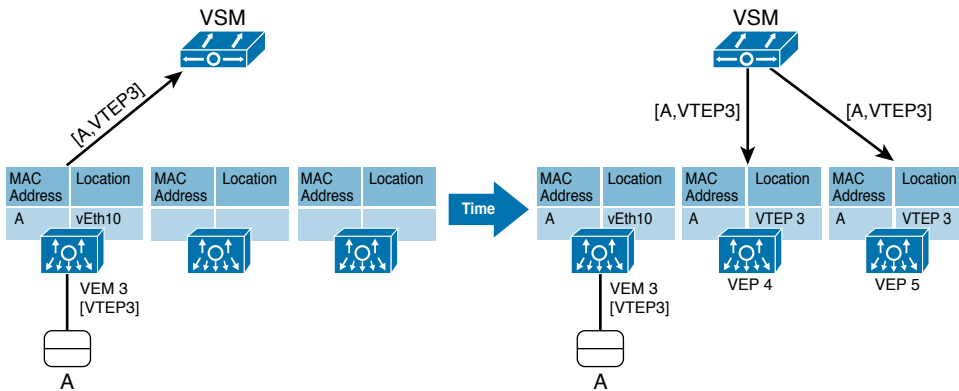 VSM
[A,VTEP3]
MAC
Address
Location
MAC
Address
Location
MAC
Address
Location
A
vEth10
VEM 3
[VTEP3]
A
Time
VSM
[A,VTEP3]
[A,VTEP3]
MAC
Address
Location
MAC
Address
Location
MAC
Address
Location
A
vEth10
A
VTEP 3
A
VTEP 3
VEM 3
[VTEP3]
VEP 4
VEP 5
A